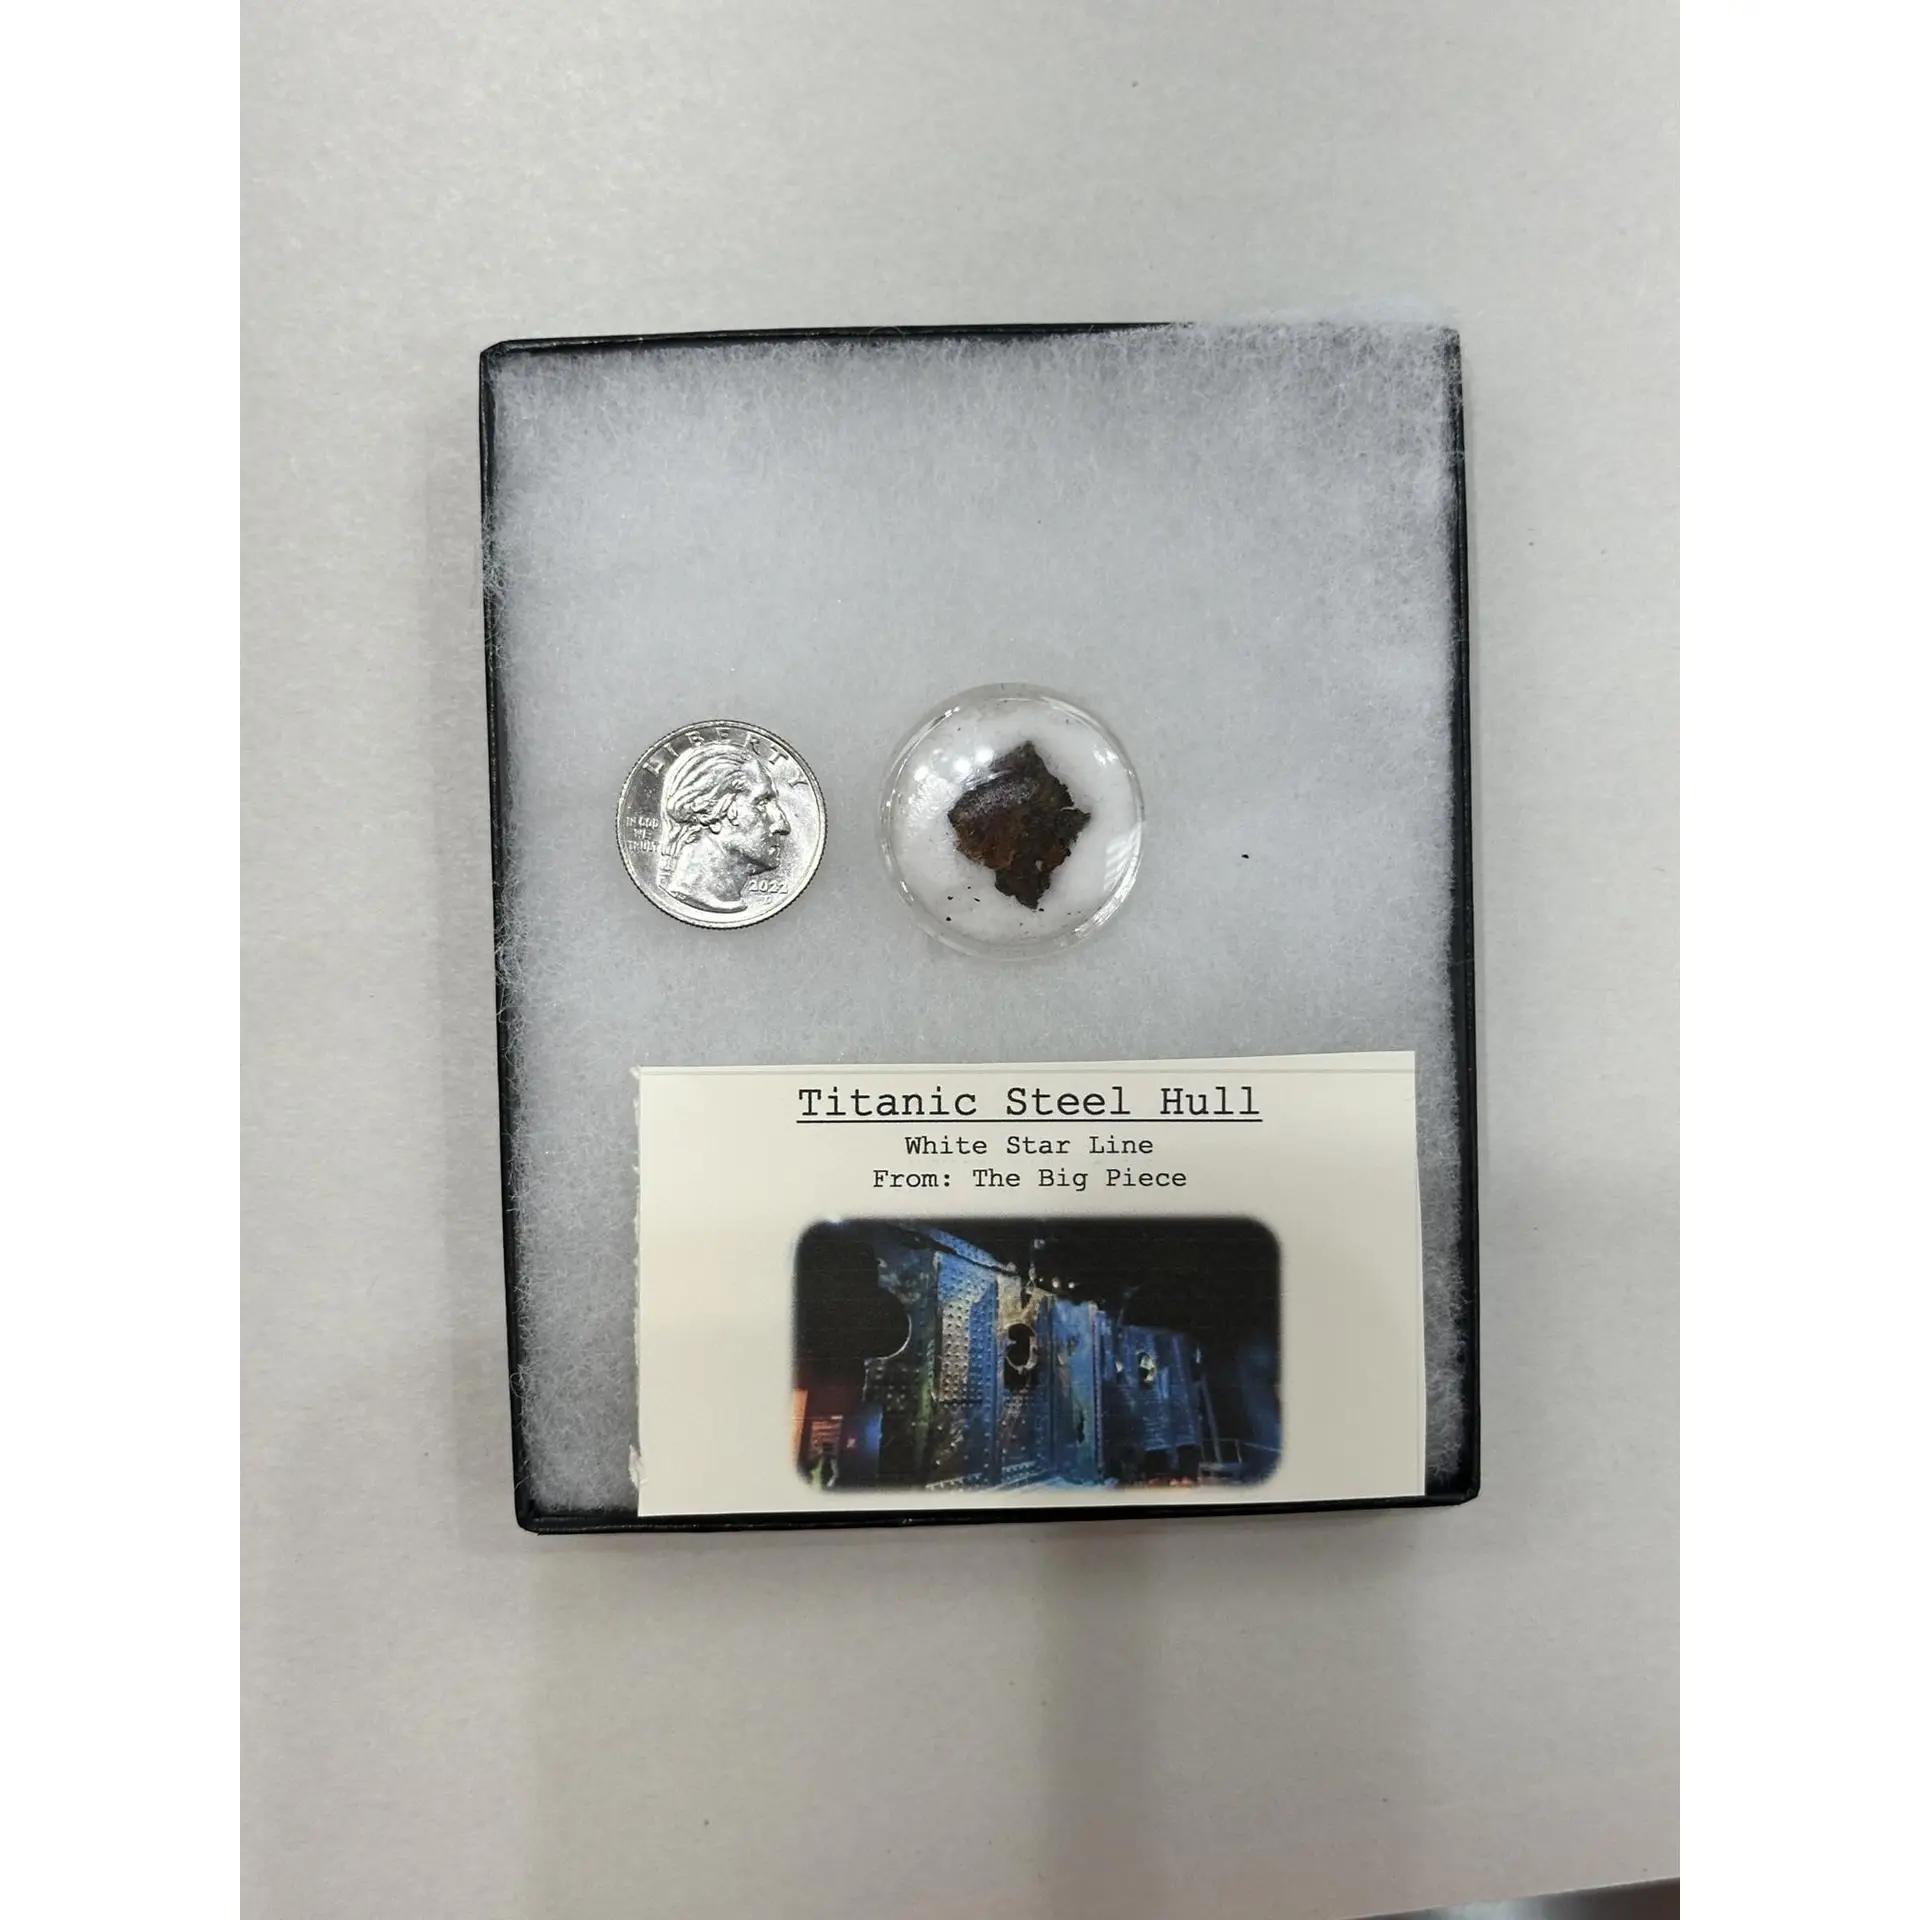 LIBERTY
IN GOD
WE
TRUST
2022
Titanic Steel Hull
White Star Line
From: The Big Piece